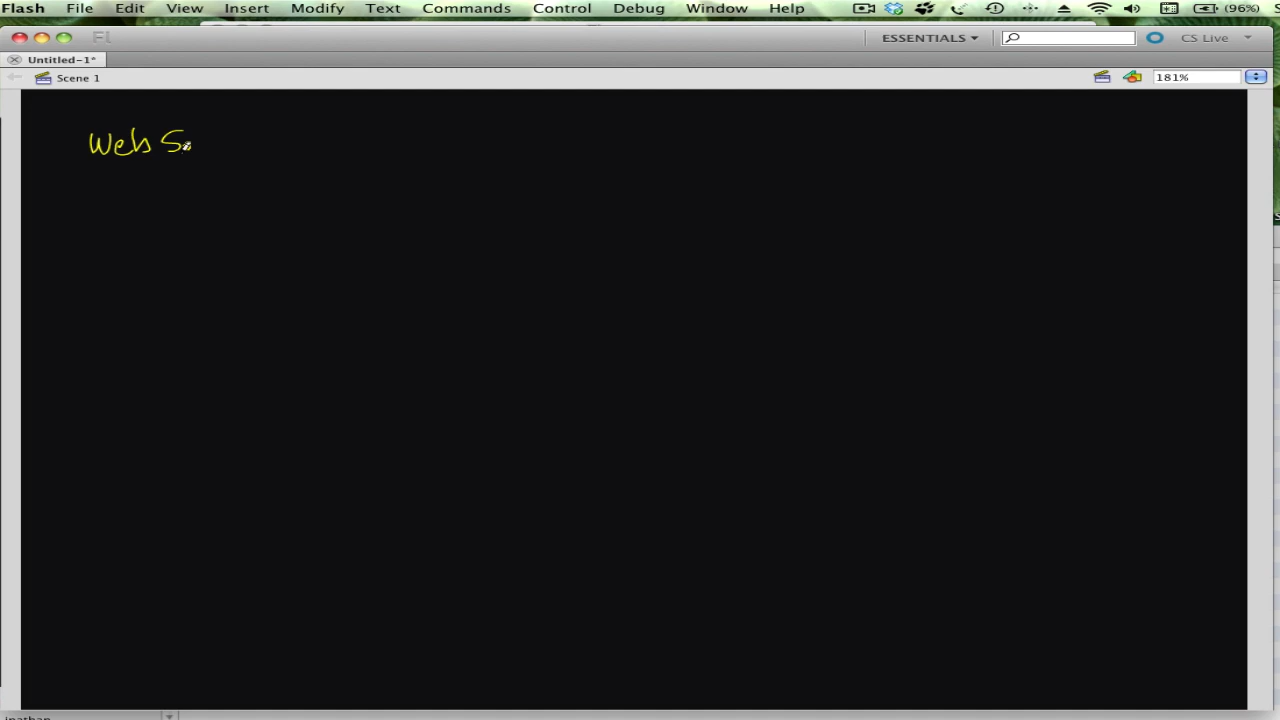 Flash File Edit View Insert Modify Text Commands Control Debug Window Help (96%)
Fl ESSENTIALS CS Live
Untitled-1*
Scene 1 181%
Web S